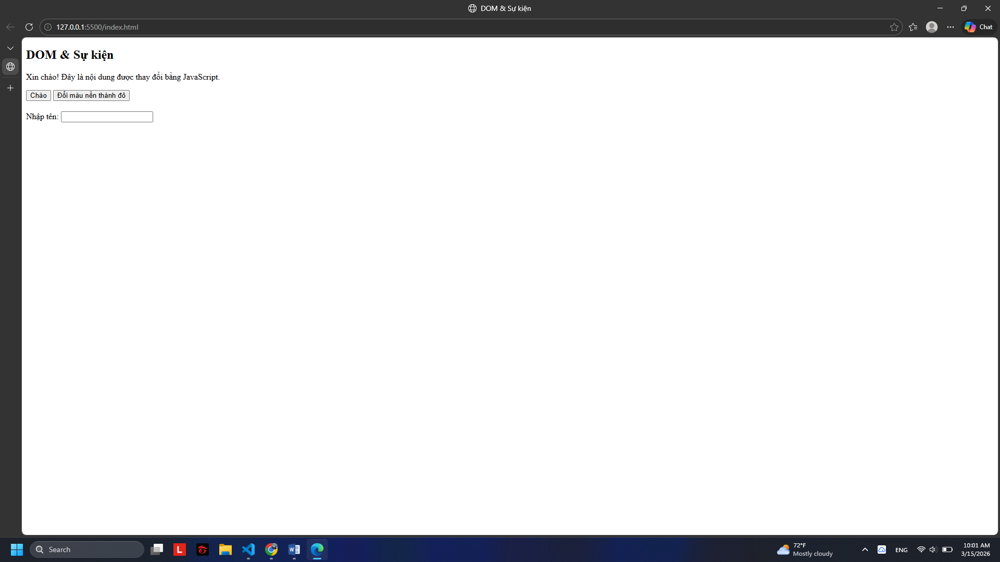 DOM & Sự kiện
127.0.0.1:5500/index.html
Chat
DOM & Sự kiện
Xin chào! Đây là nội dung được thay đổi bằng JavaScript.
Chào Đổi màu nền thành đỏ
Nhập tên:
Search
L
W
72°F
Mostly cloudy
ENG
10:01 AM
3/15/2026